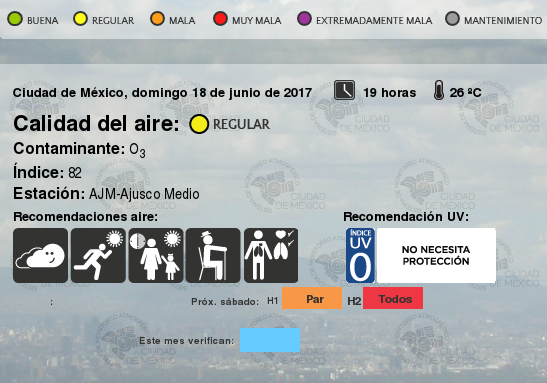 BUENA REGULAR MALA MUY MALA EXTREMADAMENTE MALA MANTENIMIENTO
Ciudad de México, domingo 18 de junio de 2017 19 horas 26 ºC
Calidad del aire: REGULAR
Contaminante: O3
Índice: 82
Estación: AJM-Ajusco Medio
Recomendaciones aire: Recomendación UV:
ÍNDICE
UV
0
NO NECESITA
PROTECCIÓN
: Próx. sábado: H1 Par H2 Todos
Este mes verifican:
CIUDAD
DE MÉXICO